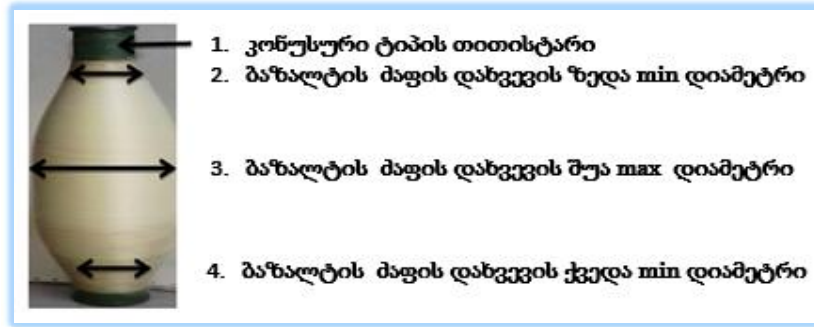 1. კონუსური ტიპის თითისტარი
2. ბაზალტის ძაფის დახვევის ზედა min დიამეტრი
3. ბაზალტის ძაფის დახვევის შუა max დიამეტრი
4. ბაზალტის ძაფის დახვევის ქვედა min დიამეტრი